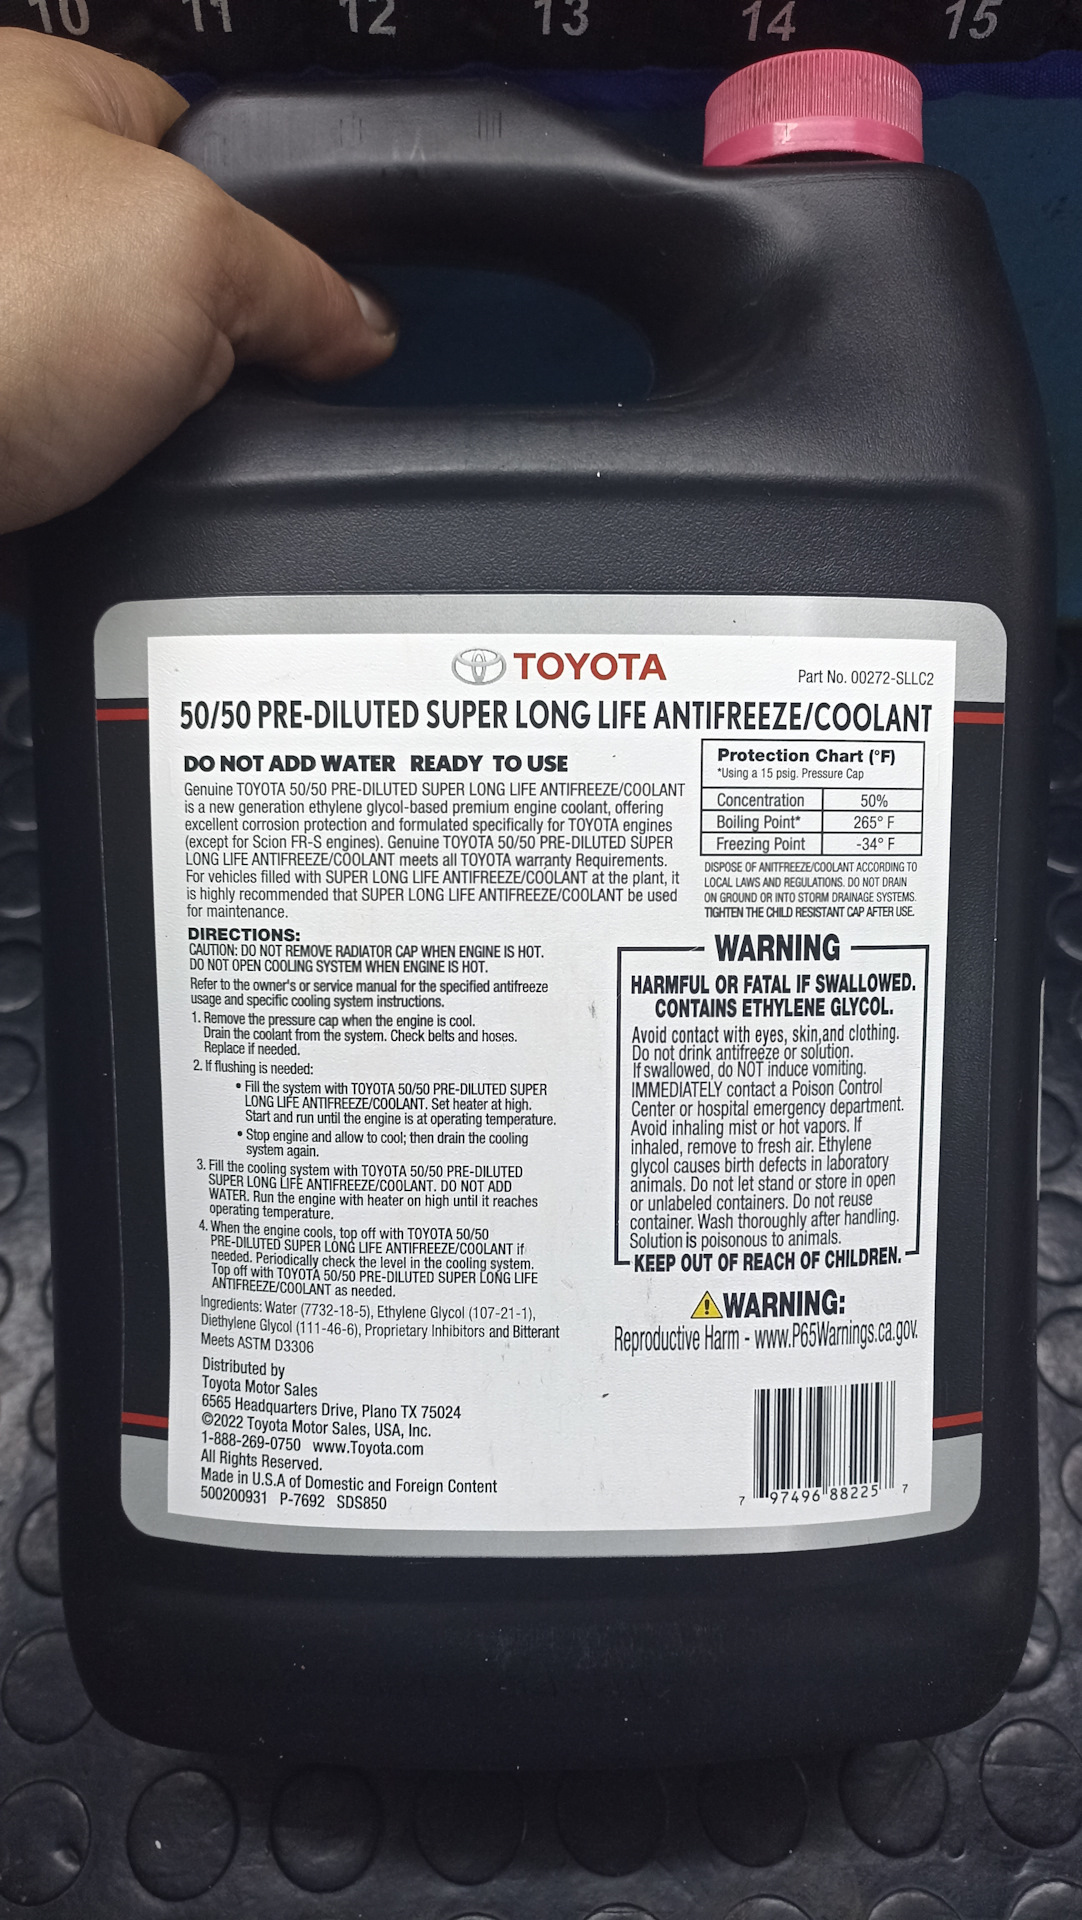 10 11 12 13 14 15
TOYOTA
Part No. 00272-SLLC2
50/50 PRE-DILUTED SUPER LONG LIFE ANTIFREEZE/COOLANT
DO NOT ADD WATER READY TO USE
Genuine TOYOTA 50/50 PRE-DILUTED SUPER LONG LIFE ANTIFREEZE/COOLANT
is a new generation ethylene glycol-based premium engine coolant, offering
excellent corrosion protection and formulated specifically for TOYOTA engines
(except for Scion FR-S engines). Genuine TOYOTA 50/50 PRE-DILUTED SUPER
LONG LIFE ANTIFREEZE/COOLANT meets all TOYOTA warranty Requirements.
For vehicles filled with SUPER LONG LIFE ANTIFREEZE/COOLANT at the plant, it
is highly recommended that SUPER LONG LIFE ANTIFREEZE/COOLANT be used
for maintenance.
Protection Chart (°F)
*Using a 15 psig. Pressure Cap
Concentration 50%
Boiling Point* 265° F
Freezing Point -34° F
DISPOSE OF ANITFREEZE/COOLANT ACCORDING TO
LOCAL LAWS AND REGULATIONS. DO NOT DRAIN
ON GROUND OR INTO STORM DRAINAGE SYSTEMS.
TIGHTEN THE CHILD RESISTANT CAP AFTER USE.
DIRECTIONS:
CAUTION: DO NOT REMOVE RADIATOR CAP WHEN ENGINE IS HOT.
DO NOT OPEN COOLING SYSTEM WHEN ENGINE IS HOT.
Refer to the owner's or service manual for the specified antifreeze
usage and specific cooling system instructions.
1. Remove the pressure cap when the engine is cool.
Drain the coolant from the system. Check belts and hoses.
Replace if needed.
2. If flushing is needed:
• Fill the system with TOYOTA 50/50 PRE-DILUTED SUPER
LONG LIFE ANTIFREEZE/COOLANT. Set heater at high.
Start and run until the engine is at operating temperature.
• Stop engine and allow to cool; then drain the cooling
system again.
3. Fill the cooling system with TOYOTA 50/50 PRE-DILUTED
SUPER LONG LIFE ANTIFREEZE/COOLANT. DO NOT ADD
WATER. Run the engine with heater on high until it reaches
operating temperature.
4. When the engine cools, top off with TOYOTA 50/50
PRE-DILUTED SUPER LONG LIFE ANTIFREEZE/COOLANT if
needed. Periodically check the level in the cooling system.
Top off with TOYOTA 50/50 PRE-DILUTED SUPER LONG LIFE
ANTIFREEZE/COOLANT as needed.
Ingredients: Water (7732-18-5), Ethylene Glycol (107-21-1),
Diethylene Glycol (111-46-6), Proprietary Inhibitors and Bitterant
Meets ASTM D3306
Distributed by
Toyota Motor Sales
6565 Headquarters Drive, Plano TX 75024
©2022 Toyota Motor Sales, USA, Inc.
1-888-269-0750 www.Toyota.com
All Rights Reserved.
Made in U.S.A of Domestic and Foreign Content
500200931 P-7692 SDS850
WARNING
HARMFUL OR FATAL IF SWALLOWED.
CONTAINS ETHYLENE GLYCOL.
Avoid contact with eyes, skin,and clothing.
Do not drink antifreeze or solution.
If swallowed, do NOT induce vomiting.
IMMEDIATELY contact a Poison Control
Center or hospital emergency department.
Avoid inhaling mist or hot vapors. If
inhaled, remove to fresh air. Ethylene
glycol causes birth defects in laboratory
animals. Do not let stand or store in open
or unlabeled containers. Do not reuse
container. Wash thoroughly after handling.
Solution is poisonous to animals.
KEEP OUT OF REACH OF CHILDREN.
WARNING:
Reproductive Harm - www.P65Warnings.ca.gov.
7 97496 88225 7